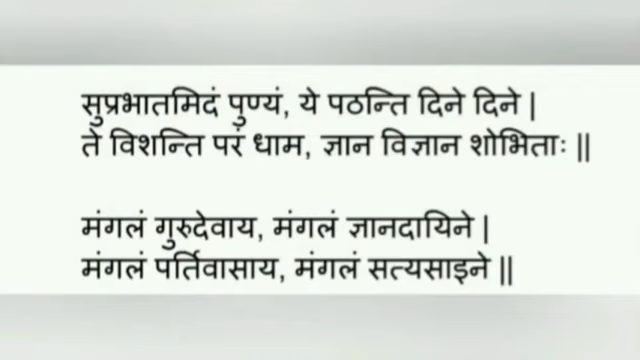 सुप्रभातमिदं पुण्यं, ये पठन्ति दिने दिने |
ते विशन्ति परं धाम, ज्ञान विज्ञान शोभिताः ||
मंगलं गुरुदेवाय, मंगलं ज्ञानदायिने |
मंगलं पर्तिवासाय, मंगलं सत्यसाइने ||